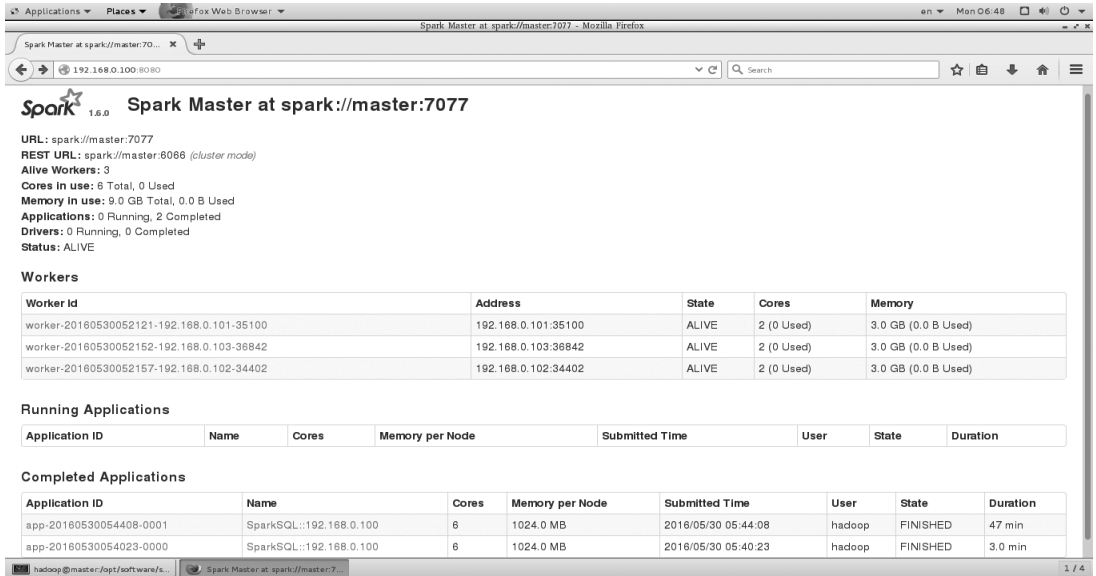 Applications Places Firefox Web Browser en Mon 06:48
Spark Master at spark://master:7077 - Mozilla Firefox
Spark Master at spark://master:70...
192.168.0.100:8080 Search
Spark 1.6.0 Spark Master at spark://master:7077
URL: spark://master:7077
REST URL: spark://master:6066 (cluster mode)
Alive Workers: 3
Cores in use: 6 Total, 0 Used
Memory in use: 9.0 GB Total, 0.0 B Used
Applications: 0 Running, 2 Completed
Drivers: 0 Running, 0 Completed
Status: ALIVE
Workers
Worker Id Address State Cores Memory
worker-20160530052121-192.168.0.101-35100 192.168.0.101:35100 ALIVE 2 (0 Used) 3.0 GB (0.0 B Used)
worker-20160530052152-192.168.0.103-36842 192.168.0.103:36842 ALIVE 2 (0 Used) 3.0 GB (0.0 B Used)
worker-20160530052157-192.168.0.102-34402 192.168.0.102:34402 ALIVE 2 (0 Used) 3.0 GB (0.0 B Used)
Running Applications
Application ID Name Cores Memory per Node Submitted Time User State Duration
Completed Applications
Application ID Name Cores Memory per Node Submitted Time User State Duration
app-20160530054408-0001 SparkSQL::192.168.0.100 6 1024.0 MB 2016/05/30 05:44:08 hadoop FINISHED 47 min
app-20160530054023-0000 SparkSQL::192.168.0.100 6 1024.0 MB 2016/05/30 05:40:23 hadoop FINISHED 3.0 min
hadoop@master:/opt/software/s... Spark Master at spark://master:7... 1 / 4